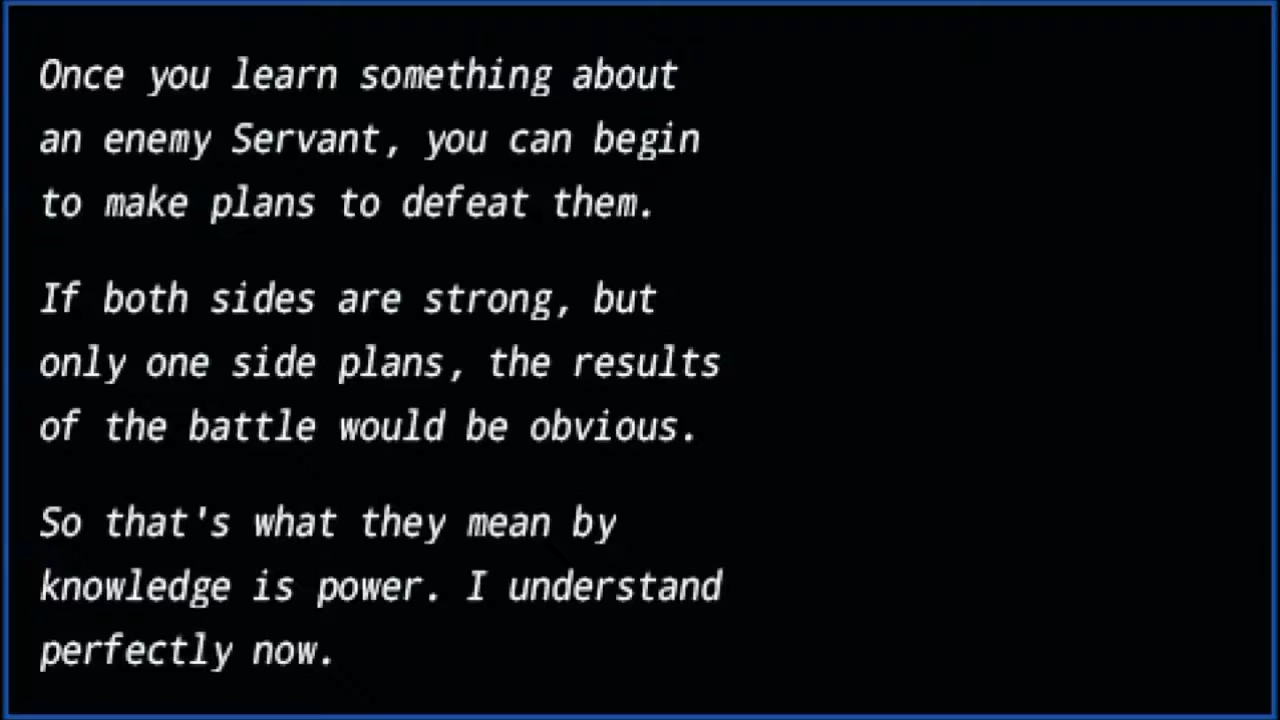 Once you learn something about
an enemy Servant, you can begin
to make plans to defeat them.
If both sides are strong, but
only one side plans, the results
of the battle would be obvious.
So that's what they mean by
knowledge is power. I understand
perfectly now.